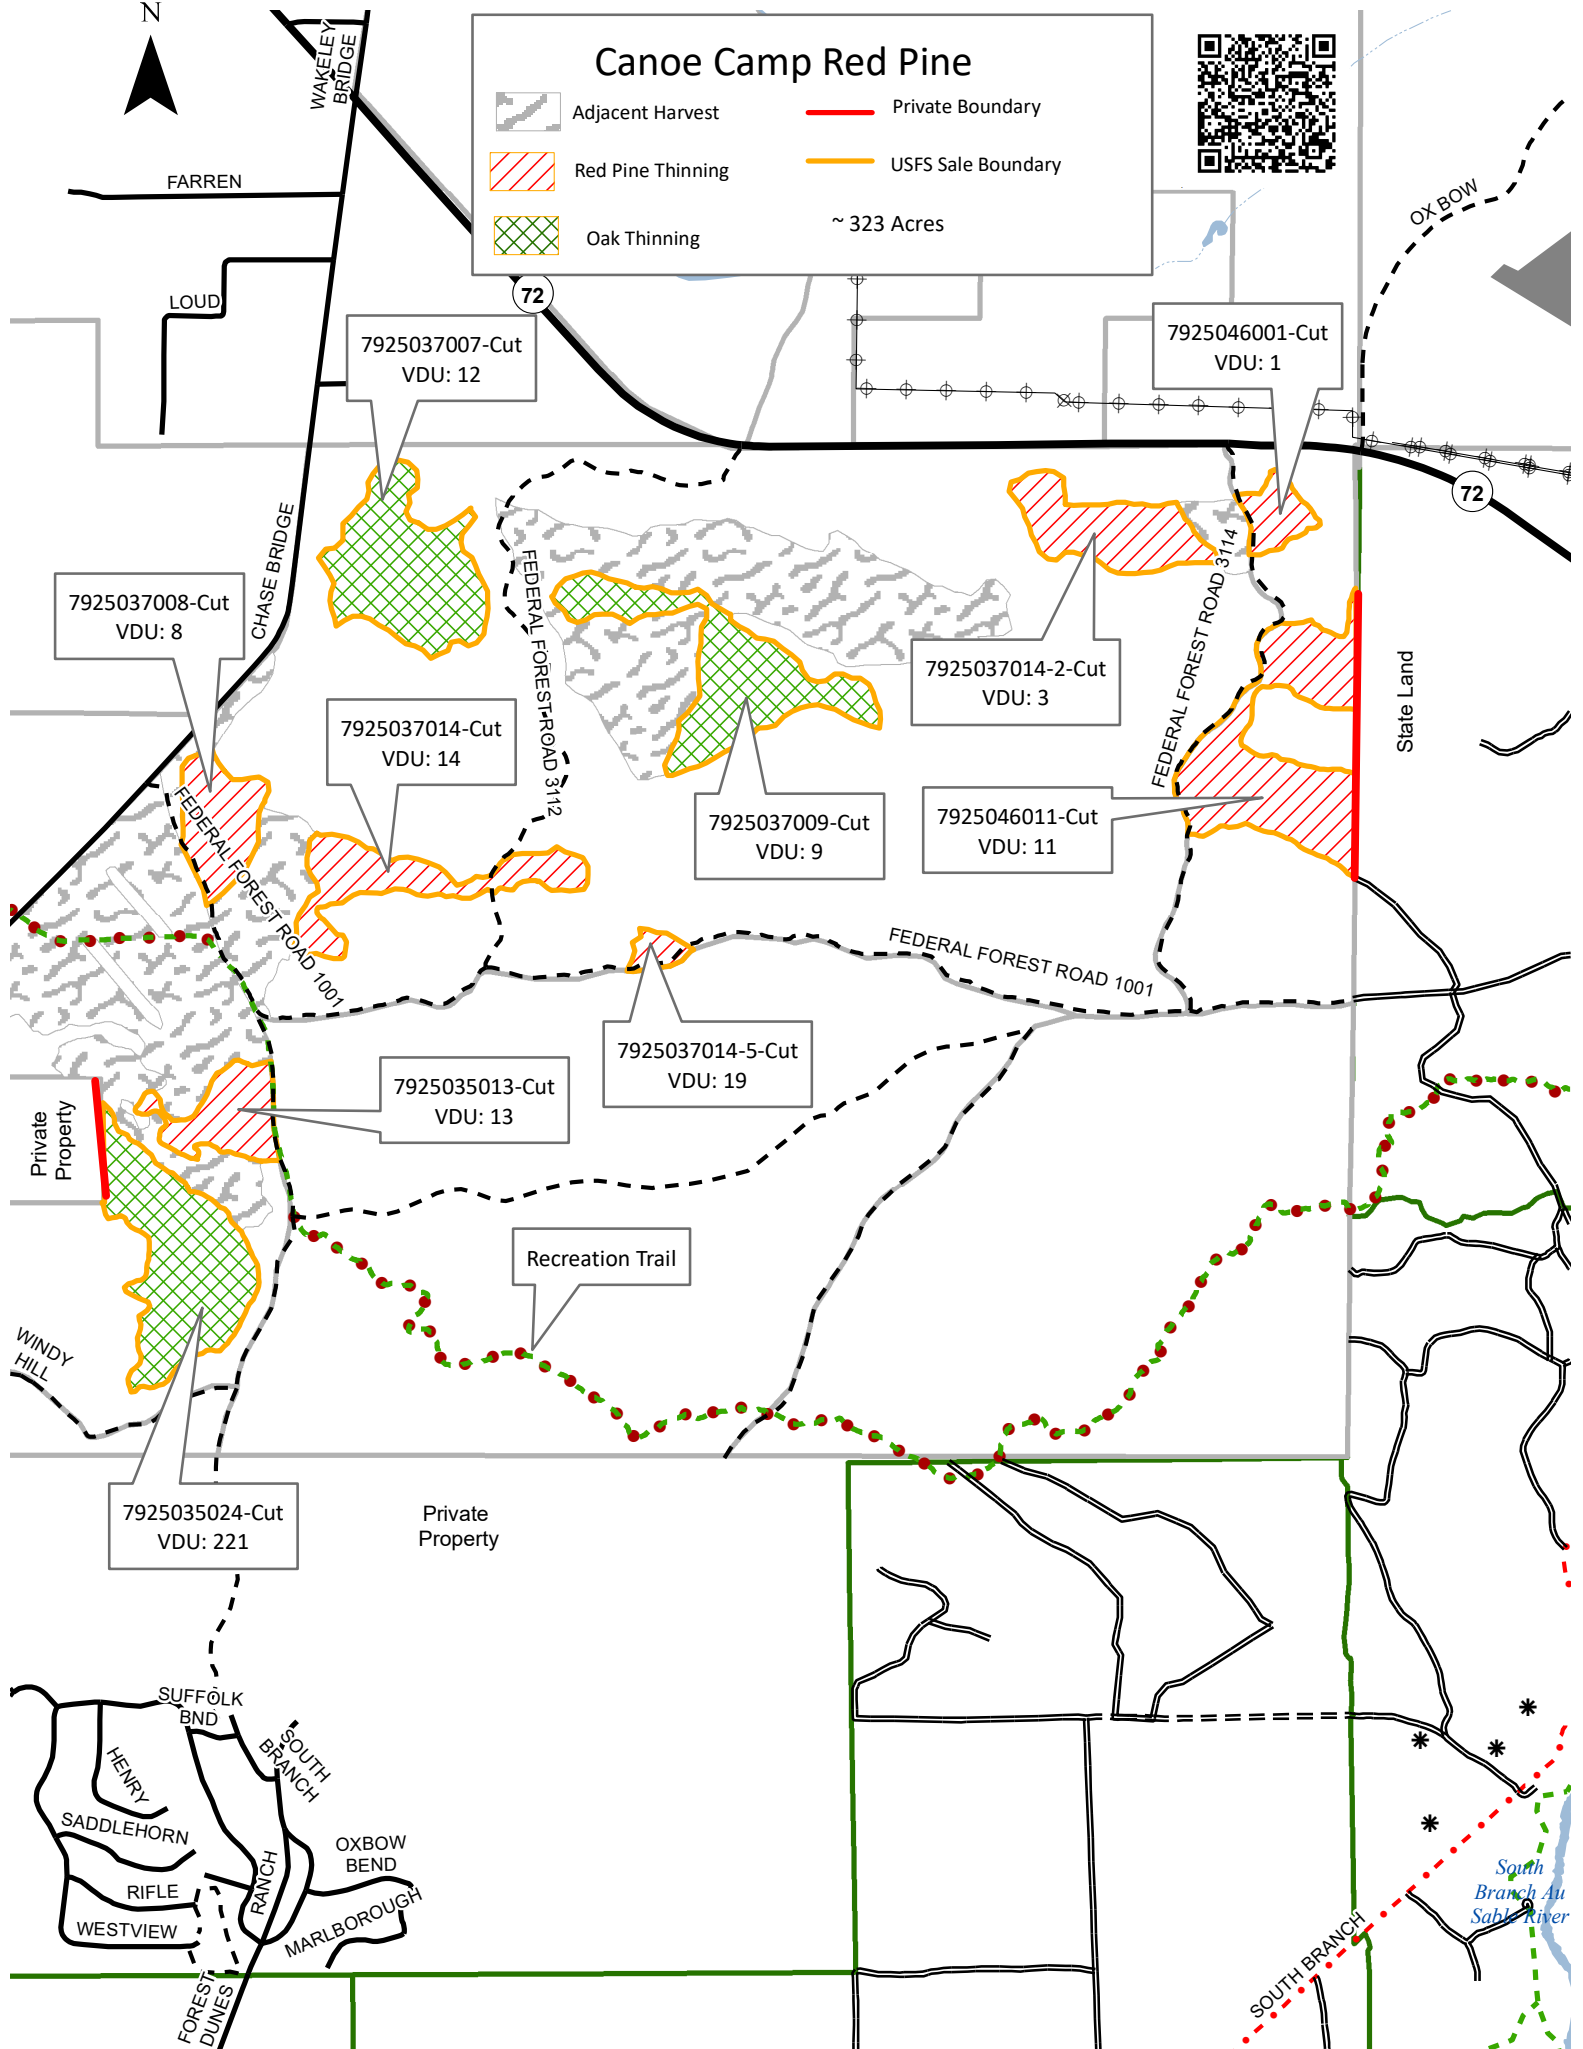 N
Canoe Camp Red Pine
Adjacent Harvest
Private Boundary
Red Pine Thinning
USFS Sale Boundary
Oak Thinning
~ 323 Acres
WAKELEY
BRIDGE
FARREN
LOUD
OX BOW
72
7925037007-Cut
VDU: 12
7925046001-Cut
VDU: 1
72
CHASE BRIDGE
FEDERAL FOREST ROAD 3112
FEDERAL FOREST ROAD 3114
7925037008-Cut
VDU: 8
7925037014-2-Cut
VDU: 3
State Land
7925037014-Cut
VDU: 14
7925037009-Cut
VDU: 9
7925046011-Cut
VDU: 11
FEDERAL FOREST ROAD 1001
FEDERAL FOREST ROAD 1001
7925037014-5-Cut
VDU: 19
7925035013-Cut
VDU: 13
Private
Property
Recreation Trail
WINDY
HILL
7925035024-Cut
VDU: 221
Private
Property
SUFFOLK
BND
SOUTH
BRANCH
HENRY
SADDLEHORN
OXBOW
BEND
RIFLE
RANCH
WESTVIEW
MARLBOROUGH
FOREST
DUNES
South
Branch Au
Sable River
SOUTH BRANCH